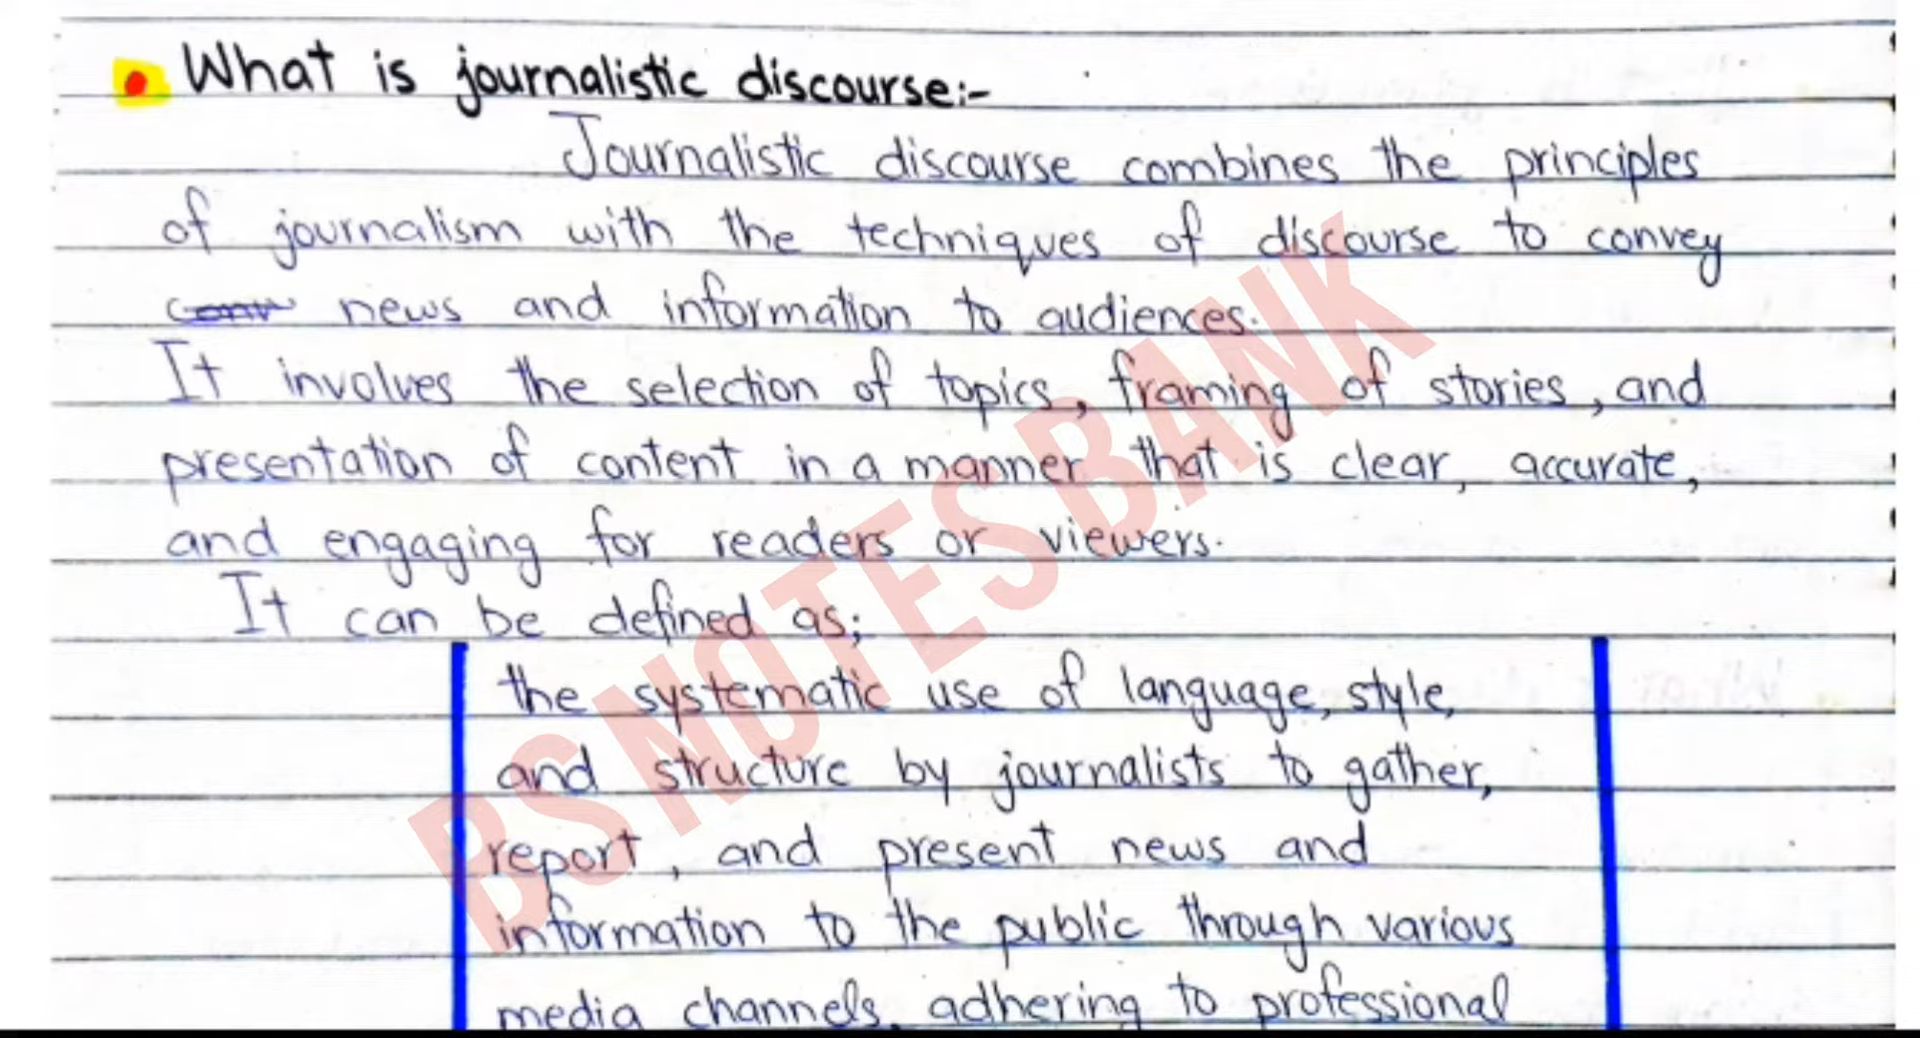 What is journalistic discourse:-
Journalistic discourse combines the principles
of journalism with the techniques of discourse to convey
news and information to audiences.
It involves the selection of topics, framing of stories, and
presentation of content in a manner that is clear, accurate,
and engaging for readers or viewers.
It can be defined as;
the systematic use of language, style,
and structure by journalists to gather,
report, and present news and
information to the public through various
media channels, adhering to professional
BS NOTES BANK